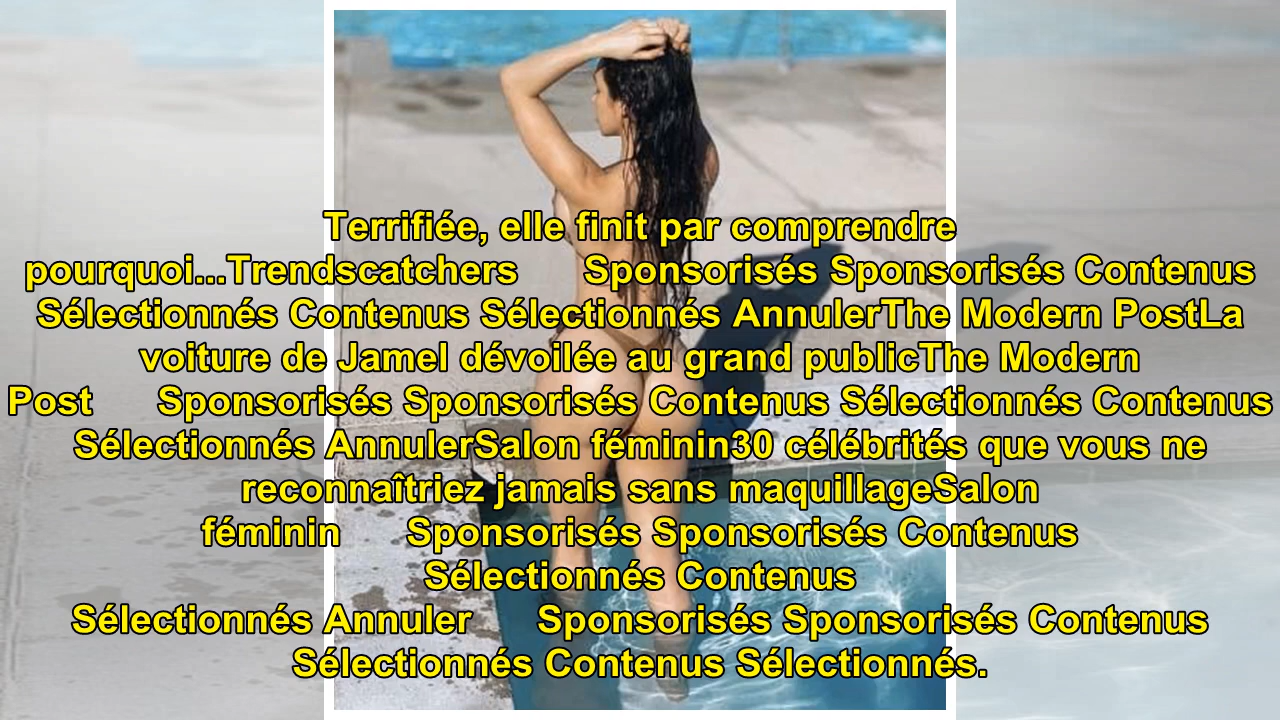 Terrifiée, elle finit par comprendre
pourquoi...Trendscatchers Sponsorisés Sponsorisés Contenus
Sélectionnés Contenus Sélectionnés AnnulerThe Modern PostLa
voiture de Jamel dévoilée au grand publicThe Modern
Post Sponsorisés Sponsorisés Contenus Sélectionnés Contenus
Sélectionnés AnnulerSalon féminin30 célébrités que vous ne
reconnaîtriez jamais sans maquillageSalon
féminin Sponsorisés Sponsorisés Contenus
Sélectionnés Contenus
Sélectionnés Annuler Sponsorisés Sponsorisés Contenus
Sélectionnés Contenus Sélectionnés.